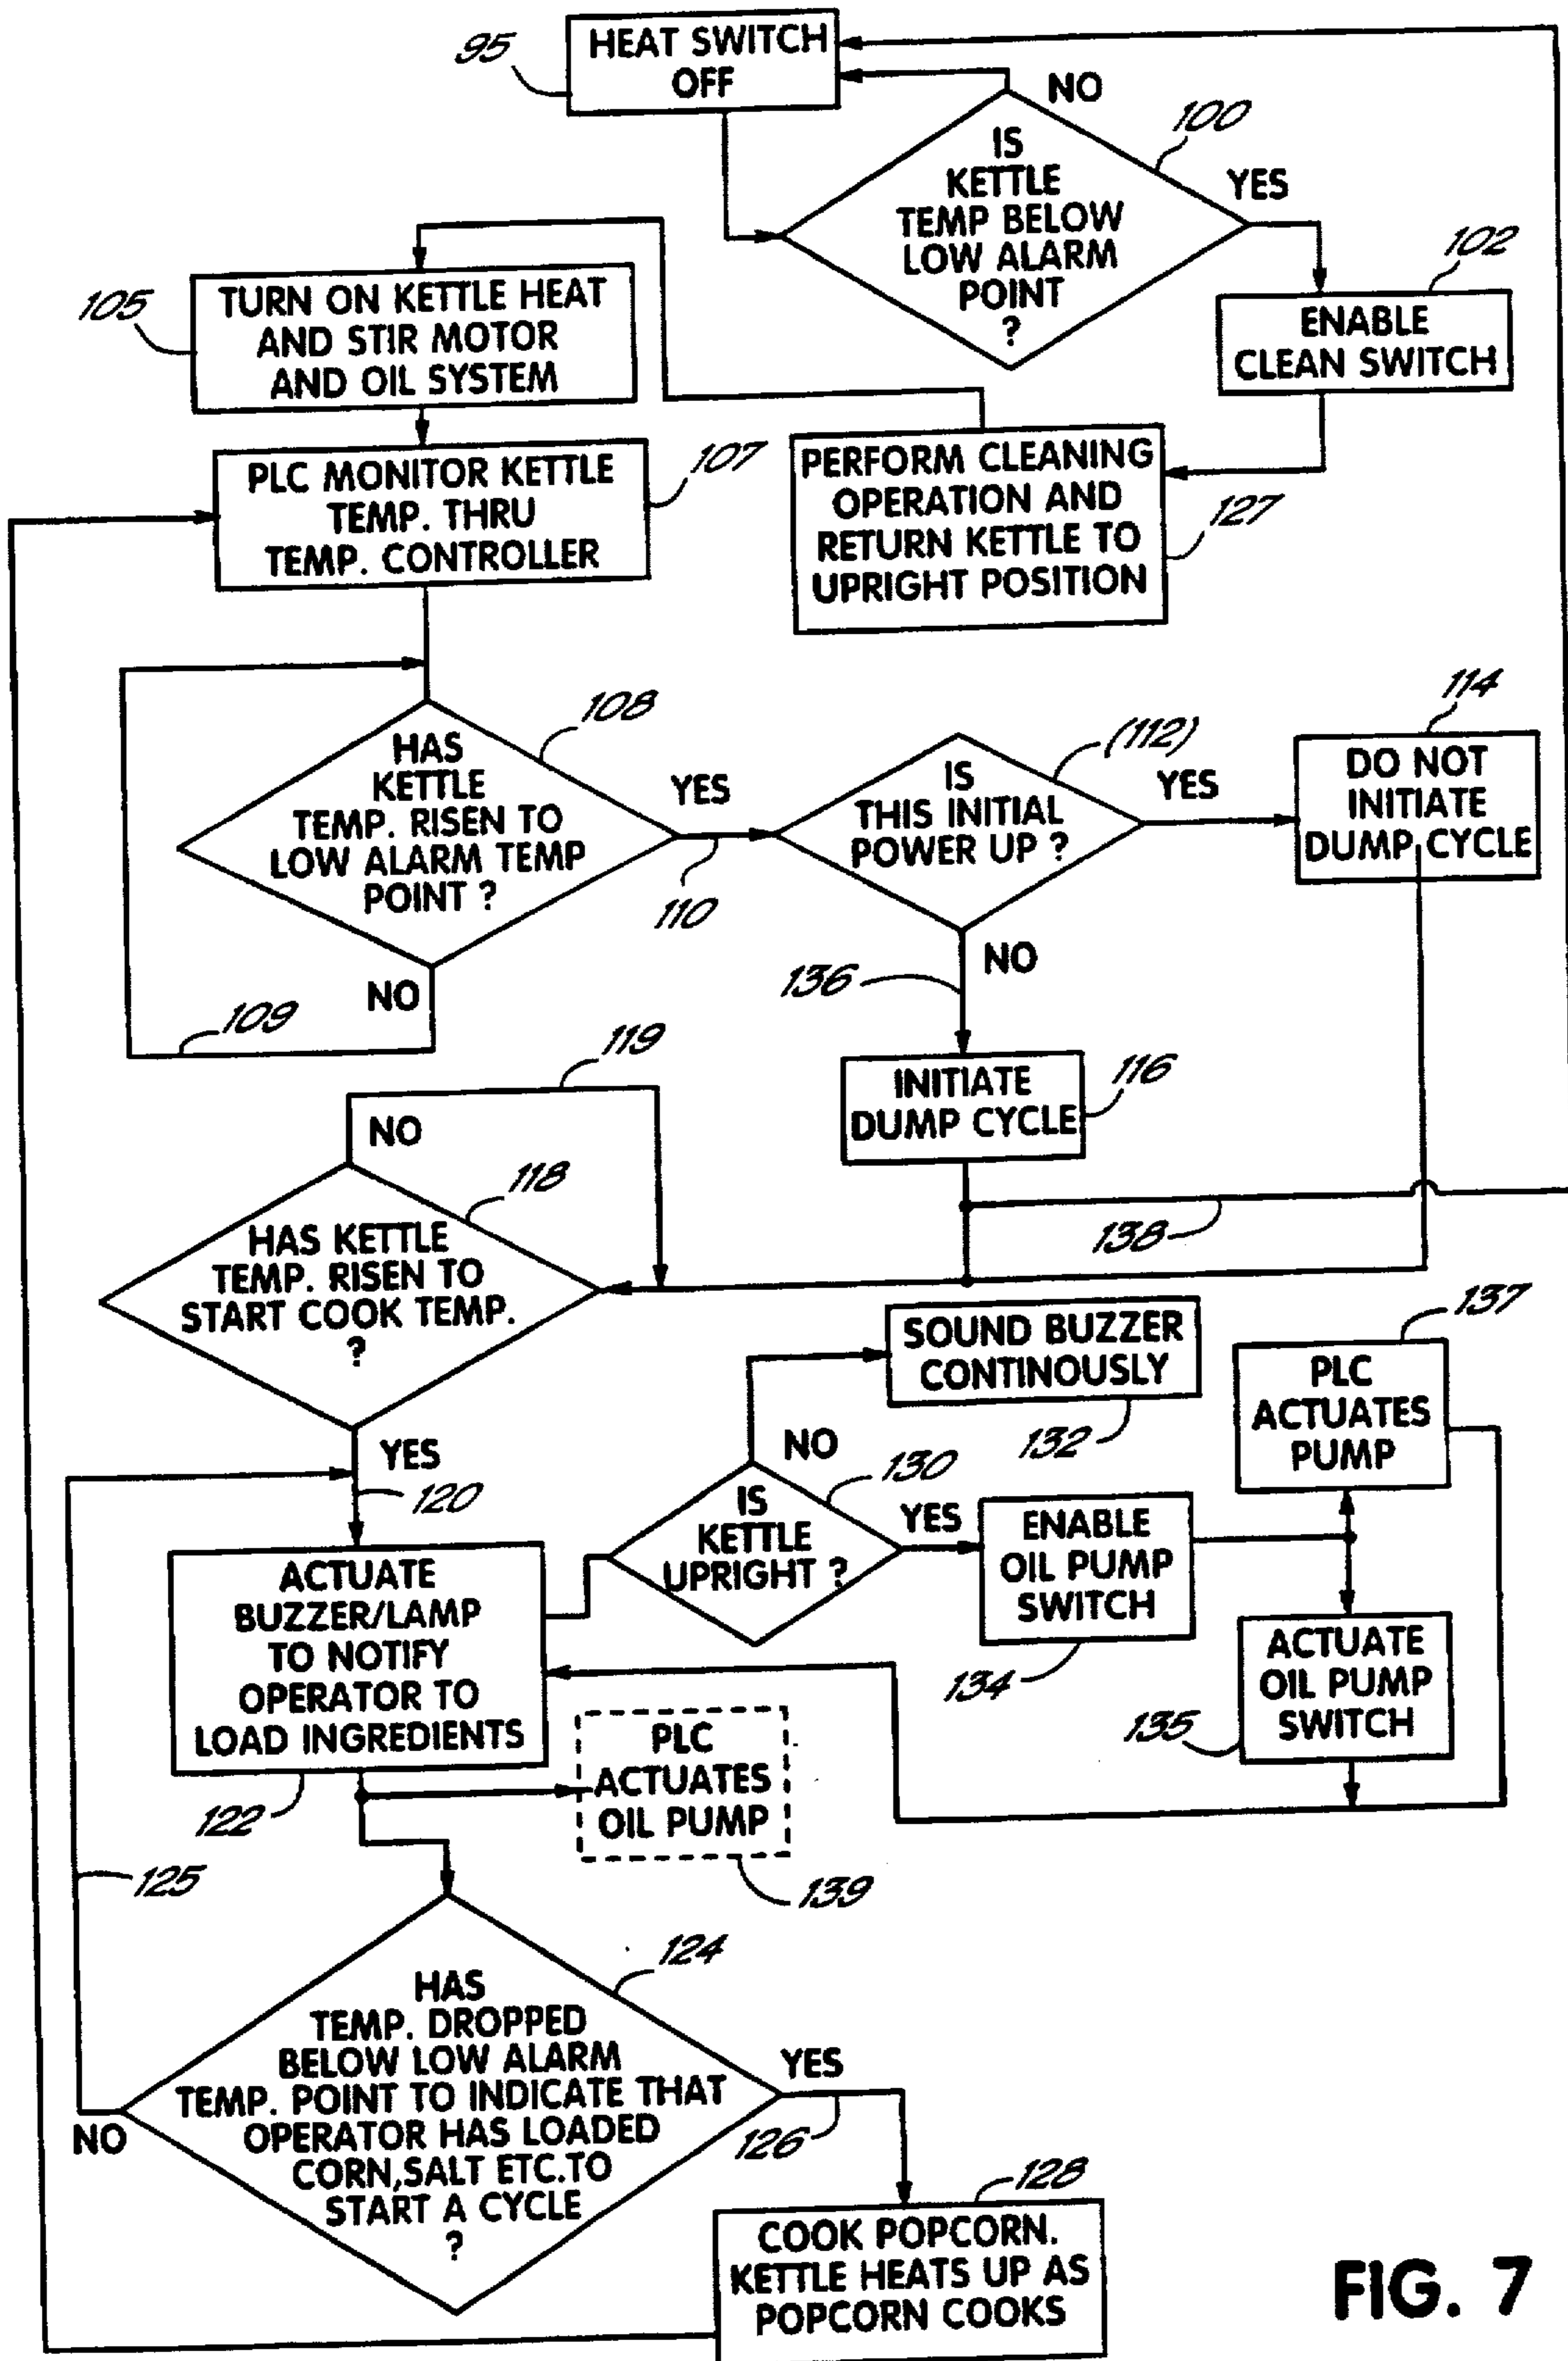 95
HEAT SWITCH
OFF
NO
100
IS
KETTLE
TEMP BELOW
LOW ALARM
POINT
?
YES
102
ENABLE
CLEAN SWITCH
105
TURN ON KETTLE HEAT
AND STIR MOTOR
AND OIL SYSTEM
PLC MONITOR KETTLE
TEMP. THRU
TEMP. CONTROLLER
107
PERFORM CLEANING
OPERATION AND
RETURN KETTLE TO
UPRIGHT POSITION
127
108
HAS
KETTLE
TEMP. RISEN TO
LOW ALARM TEMP
POINT ?
YES
110
NO
109
(112)
IS
THIS INITIAL
POWER UP ?
YES
114
DO NOT
INITIATE
DUMP CYCLE
136
NO
INITIATE
DUMP CYCLE
116
138
119
NO
118
HAS KETTLE
TEMP. RISEN TO
START COOK TEMP.
?
YES
120
SOUND BUZZER
CONTINOUSLY
132
NO
130
IS
KETTLE
UPRIGHT ?
YES
ENABLE
OIL PUMP
SWITCH
134
137
PLC
ACTUATES
PUMP
ACTUATE
OIL PUMP
SWITCH
135
ACTUATE
BUZZER/LAMP
TO NOTIFY
OPERATOR TO
LOAD INGREDIENTS
122
PLC
ACTUATES
OIL PUMP
139
125
124
HAS
TEMP. DROPPED
BELOW LOW ALARM
TEMP. POINT TO INDICATE THAT
OPERATOR HAS LOADED
CORN,SALT ETC.TO
START A CYCLE
?
NO
YES
126
128
COOK POPCORN.
KETTLE HEATS UP AS
POPCORN COOKS
FIG. 7